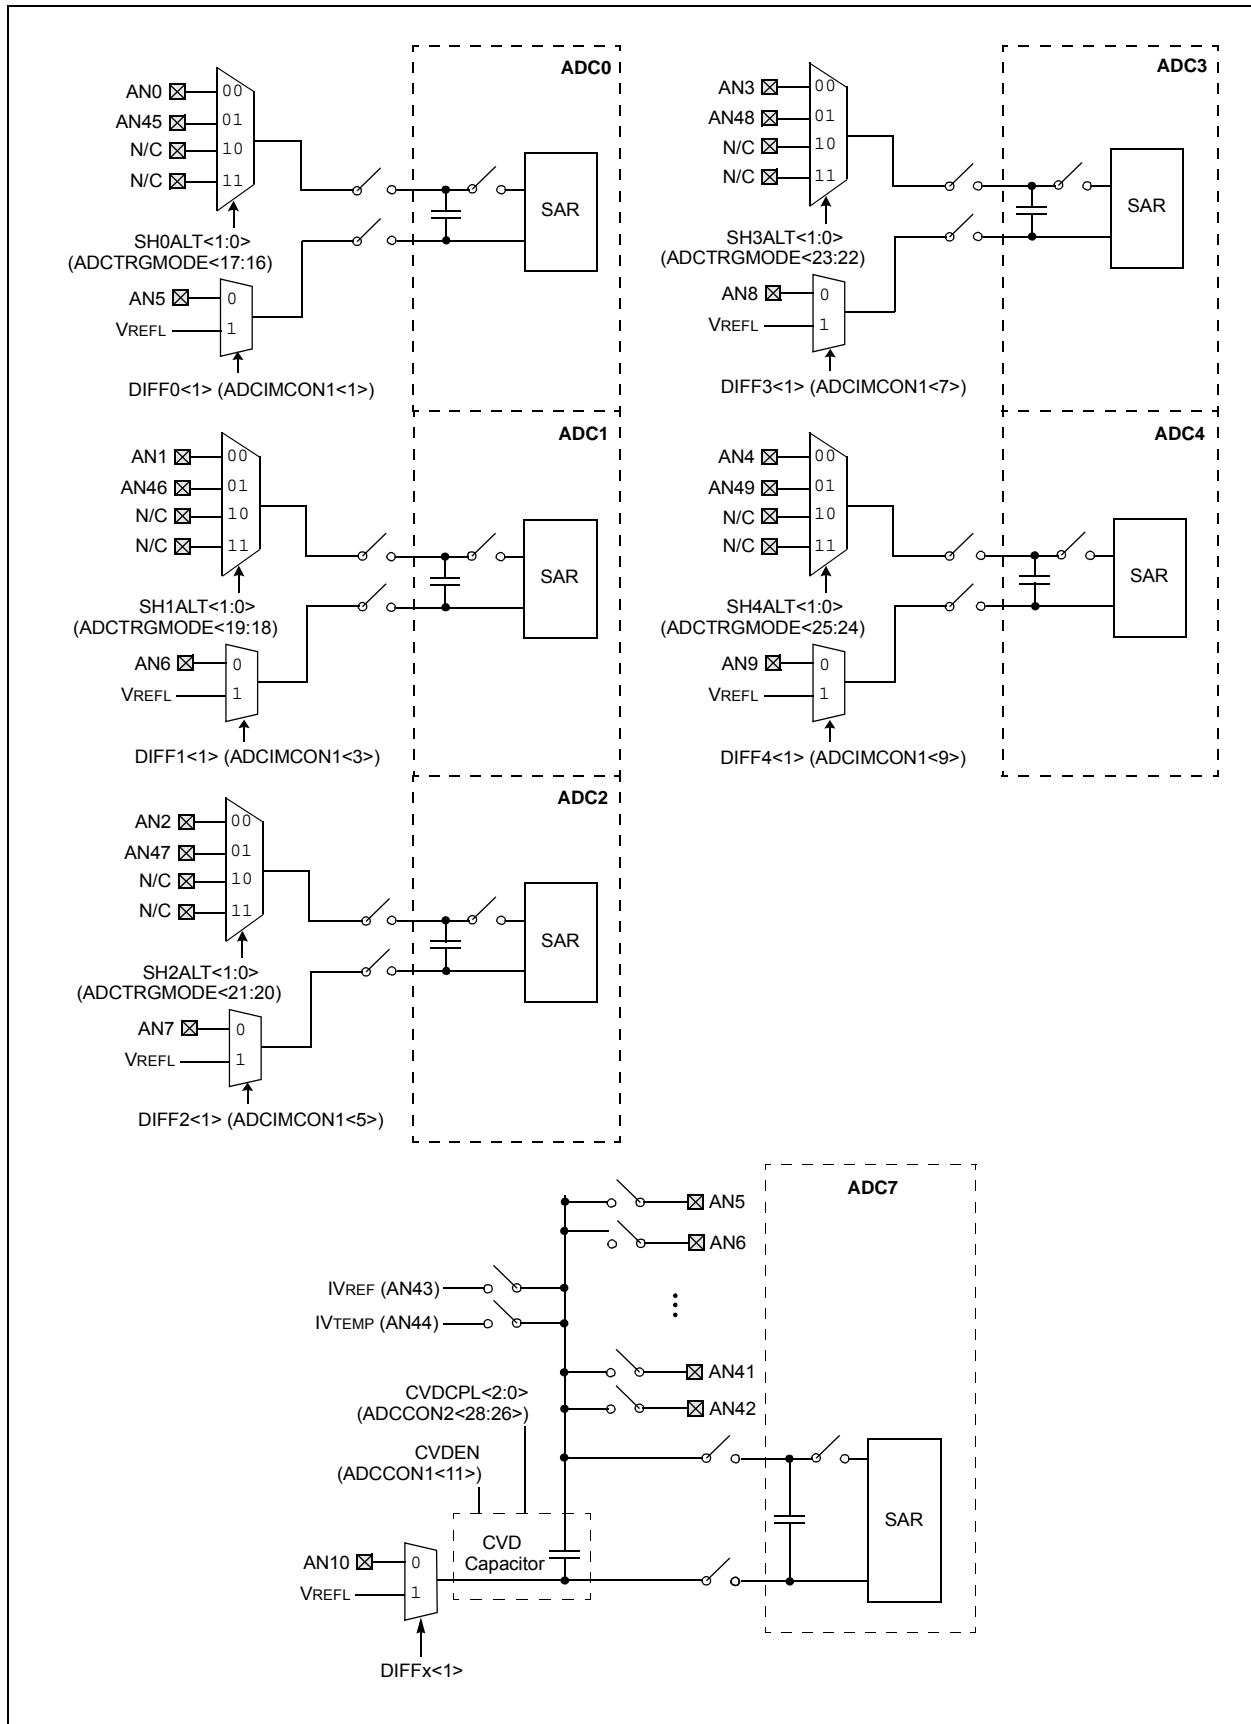 ADC0
AN0 00
AN45 01
N/C 10
N/C 11
SAR
SH0ALT<1:0>
(ADCTRGMODE<17:16)
AN5 0
VREFL 1
DIFF0<1> (ADCIMCON1<1>)
ADC3
AN3 00
AN48 01
N/C 10
N/C 11
SAR
SH3ALT<1:0>
(ADCTRGMODE<23:22)
AN8 0
VREFL 1
DIFF3<1> (ADCIMCON1<7>)
ADC1
AN1 00
AN46 01
N/C 10
N/C 11
SAR
SH1ALT<1:0>
(ADCTRGMODE<19:18)
AN6 0
VREFL 1
DIFF1<1> (ADCIMCON1<3>)
ADC4
AN4 00
AN49 01
N/C 10
N/C 11
SAR
SH4ALT<1:0>
(ADCTRGMODE<25:24)
AN9 0
VREFL 1
DIFF4<1> (ADCIMCON1<9>)
ADC2
AN2 00
AN47 01
N/C 10
N/C 11
SAR
SH2ALT<1:0>
(ADCTRGMODE<21:20)
AN7 0
VREFL 1
DIFF2<1> (ADCIMCON1<5>)
ADC7
AN5
AN6
IVREF (AN43)
IVTEMP (AN44)
AN41
AN42
CVDCPL<2:0>
(ADCCON2<28:26>)
CVDEN
(ADCCON1<11>)
SAR
CVD
Capacitor
AN10 0
VREFL 1
DIFFx<1>